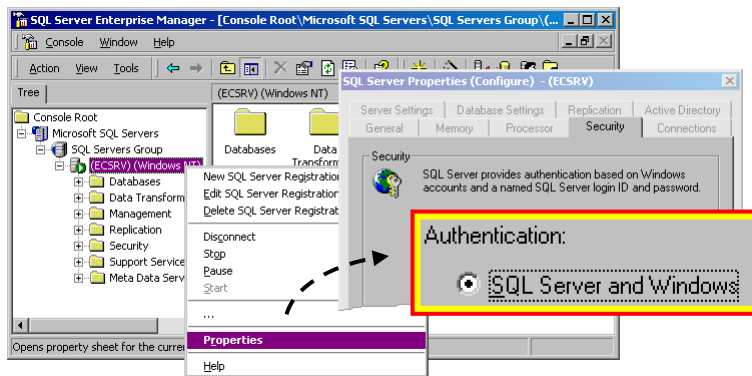 SQL Server Enterprise Manager - [Console Root\Microsoft SQL Servers\SQL Servers Group\(...
Console Window Help
Action View Tools
Tree
(ECSRV) (Windows NT)
Console Root
Microsoft SQL Servers
SQL Servers Group
(ECSRV) (Windows NT)
Databases
Data Transform
Management
Replication
Security
Support Service
Meta Data Serv
Databases
Data
Transform
New SQL Server Registration
Edit SQL Server Registration
Delete SQL Server Registrat
Disconnect
Stop
Pause
Start
...
Properties
Help
Opens property sheet for the curre
SQL Server Properties (Configure) - (ECSRV)
Server Settings Database Settings Replication Active Directory
General Memory Processor Security Connections
Security
SQL Server provides authentication based on Windows
accounts and a named SQL Server login ID and password.
Authentication:
SQL Server and Windows